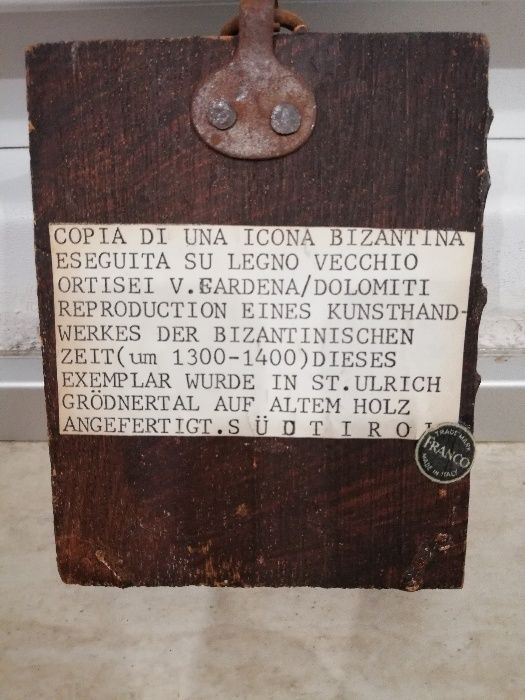 COPIA DI UNA ICONA BIZANTINA
ESEGUITA SU LEGNO VECCHIO
ORTISEI V.GARDENA/DOLOMITI
REPRODUCTION EINES KUNSTHAND-
WERKES DER BIZANTINISCHEN
ZEIT(um 1300-1400)DIESES
EXEMPLAR WURDE IN ST.ULRICH
GRÖDNERTAL AUF ALTEM HOLZ
ANGEFERTIGT.SÜDTIROL
TRADE MARK
FRANCO
MADE IN ITALY